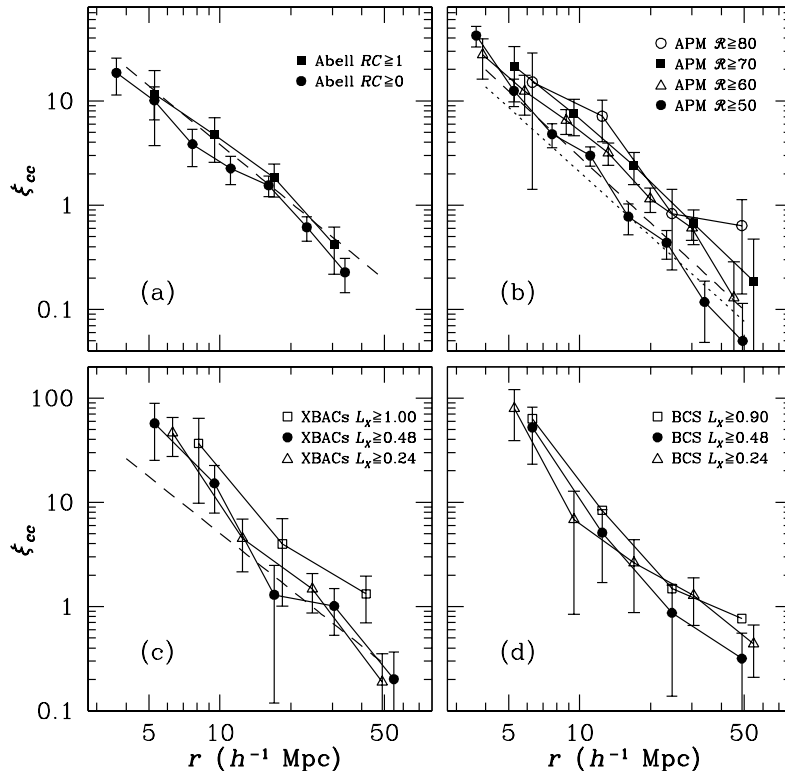 Abell RC≧1
Abell RC≧0
(a)
APM ℛ≧80
APM ℛ≧70
APM ℛ≧60
APM ℛ≧50
(b)
10
1
0.1
ξcc
XBACs LX≧1.00
XBACs LX≧0.48
XBACs LX≧0.24
(c)
BCS LX≧0.90
BCS LX≧0.48
BCS LX≧0.24
(d)
100
10
1
0.1
ξcc
5 10 50
5 10 50
r (h⁻¹ Mpc)
r (h⁻¹ Mpc)